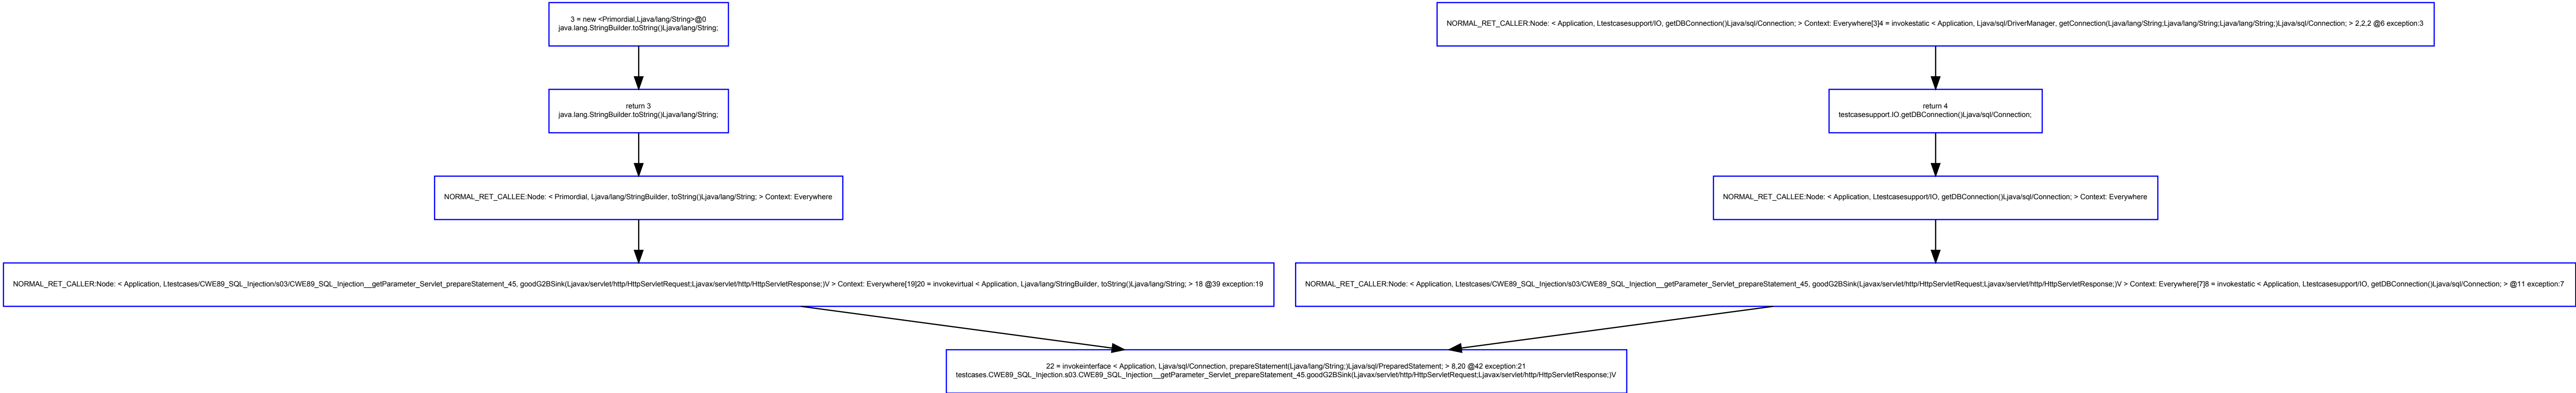 3 = new <Primordial,Ljava/lang/String>@0
java.lang.StringBuilder.toString()Ljava/lang/String;
NORMAL_RET_CALLER:Node: < Application, Ltestcasesupport/IO, getDBConnection()Ljava/sql/Connection; > Context: Everywhere[3]4 = invokestatic < Application, Ljava/sql/DriverManager, getConnection(Ljava/lang/String;Ljava/lang/String;Ljava/lang/String;)Ljava/sql/Connection; > 2,2,2 @6 exception:3
return 3
java.lang.StringBuilder.toString()Ljava/lang/String;
return 4
testcasesupport.IO.getDBConnection()Ljava/sql/Connection;
NORMAL_RET_CALLEE:Node: < Primordial, Ljava/lang/StringBuilder, toString()Ljava/lang/String; > Context: Everywhere
NORMAL_RET_CALLEE:Node: < Application, Ltestcasesupport/IO, getDBConnection()Ljava/sql/Connection; > Context: Everywhere
NORMAL_RET_CALLER:Node: < Application, Ltestcases/CWE89_SQL_Injection/s03/CWE89_SQL_Injection__getParameter_Servlet_prepareStatement_45, goodG2BSink(Ljavax/servlet/http/HttpServletRequest;Ljavax/servlet/http/HttpServletResponse;)V > Context: Everywhere[19]20 = invokevirtual < Application, Ljava/lang/StringBuilder, toString()Ljava/lang/String; > 18 @39 exception:19
NORMAL_RET_CALLER:Node: < Application, Ltestcases/CWE89_SQL_Injection/s03/CWE89_SQL_Injection__getParameter_Servlet_prepareStatement_45, goodG2BSink(Ljavax/servlet/http/HttpServletRequest;Ljavax/servlet/http/HttpServletResponse;)V > Context: Everywhere[7]8 = invokestatic < Application, Ltestcasesupport/IO, getDBConnection()Ljava/sql/Connection; > @11 exception:7
22 = invokeinterface < Application, Ljava/sql/Connection, prepareStatement(Ljava/lang/String;)Ljava/sql/PreparedStatement; > 8,20 @42 exception:21
testcases.CWE89_SQL_Injection.s03.CWE89_SQL_Injection__getParameter_Servlet_prepareStatement_45.goodG2BSink(Ljavax/servlet/http/HttpServletRequest;Ljavax/servlet/http/HttpServletResponse;)V